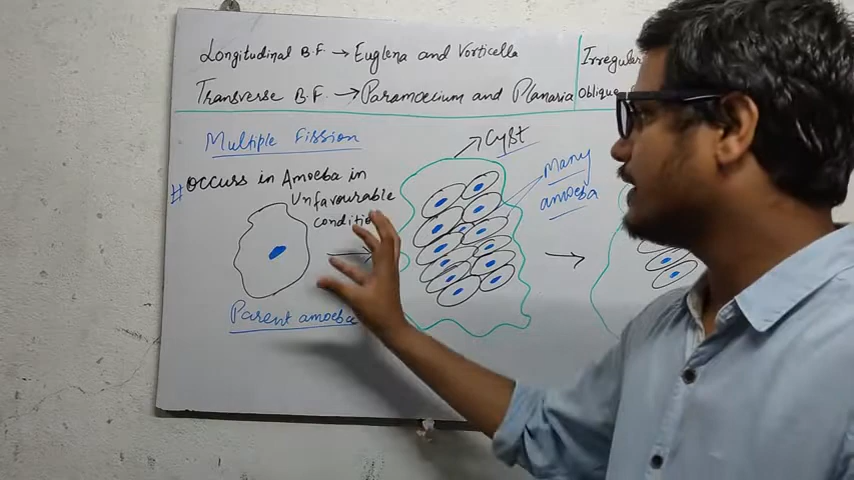 Longitudinal B.F. → Euglena and Vorticella
Transverse B.F. → Paramoecium and Planaria
Irregular
Oblique
Multiple Fission
# Occurs in Amoeba in
Unfavourable
condition
Parent amoeba
Cyst
Many
amoeba